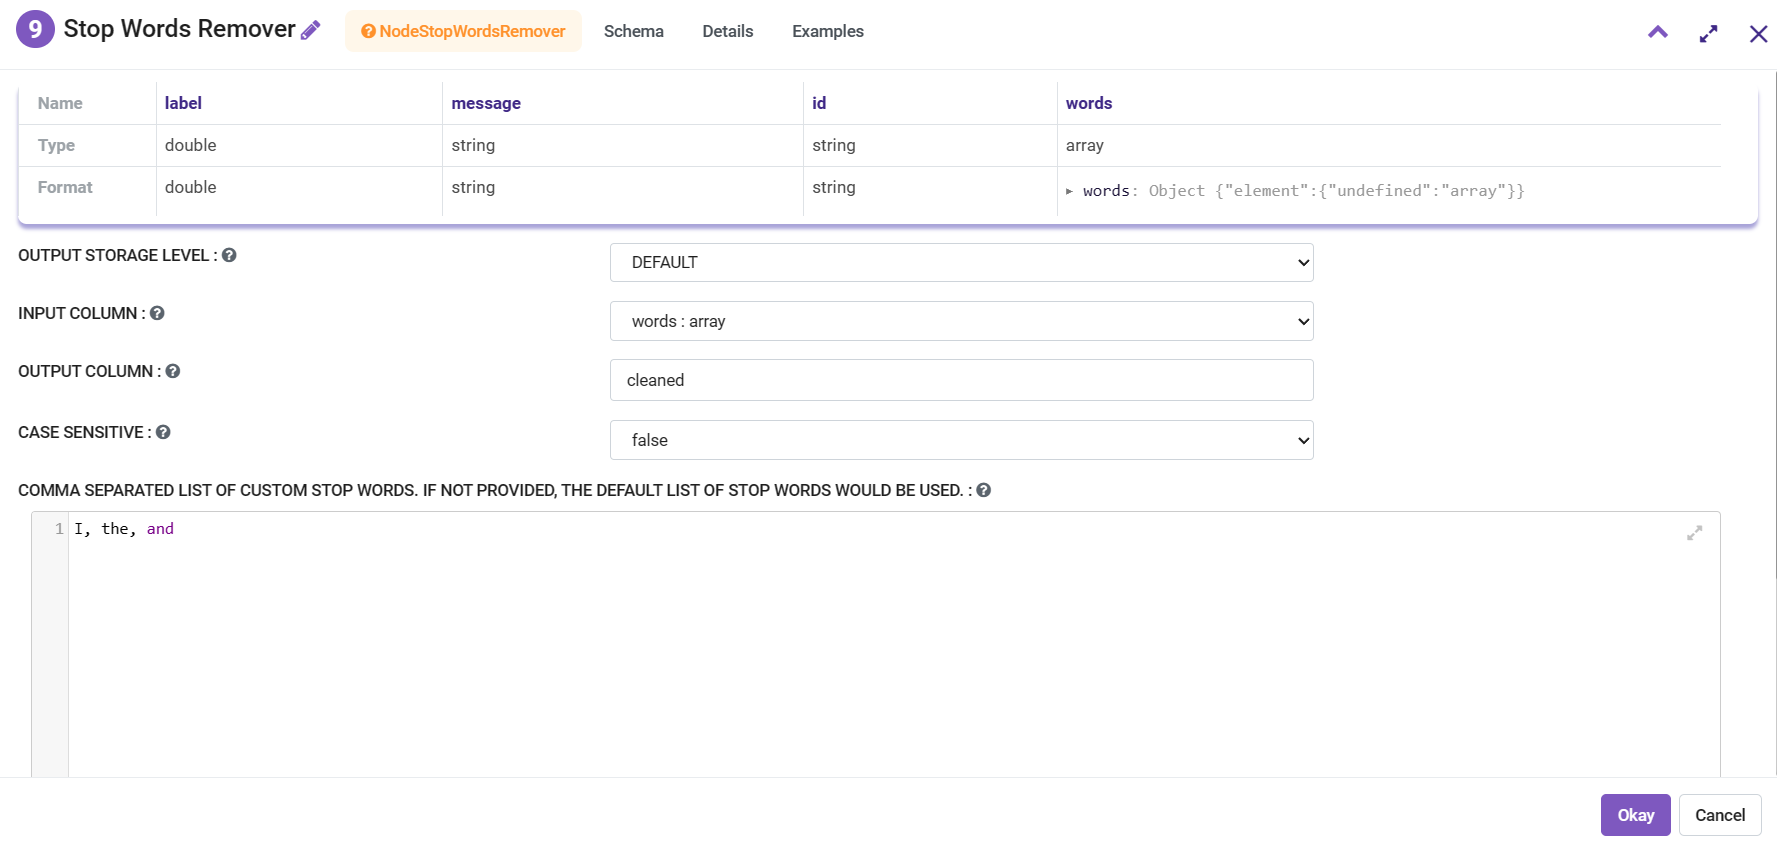 9 Stop Words Remover NodeStopWordsRemover Schema Details Examples
Name label message id words
Type double string string array
Format double string string words: Object {"element":{"undefined":"array"}}
OUTPUT STORAGE LEVEL : DEFAULT
INPUT COLUMN : words : array
OUTPUT COLUMN : cleaned
CASE SENSITIVE : false
COMMA SEPARATED LIST OF CUSTOM STOP WORDS. IF NOT PROVIDED, THE DEFAULT LIST OF STOP WORDS WOULD BE USED. :
1 I, the, and
Okay Cancel